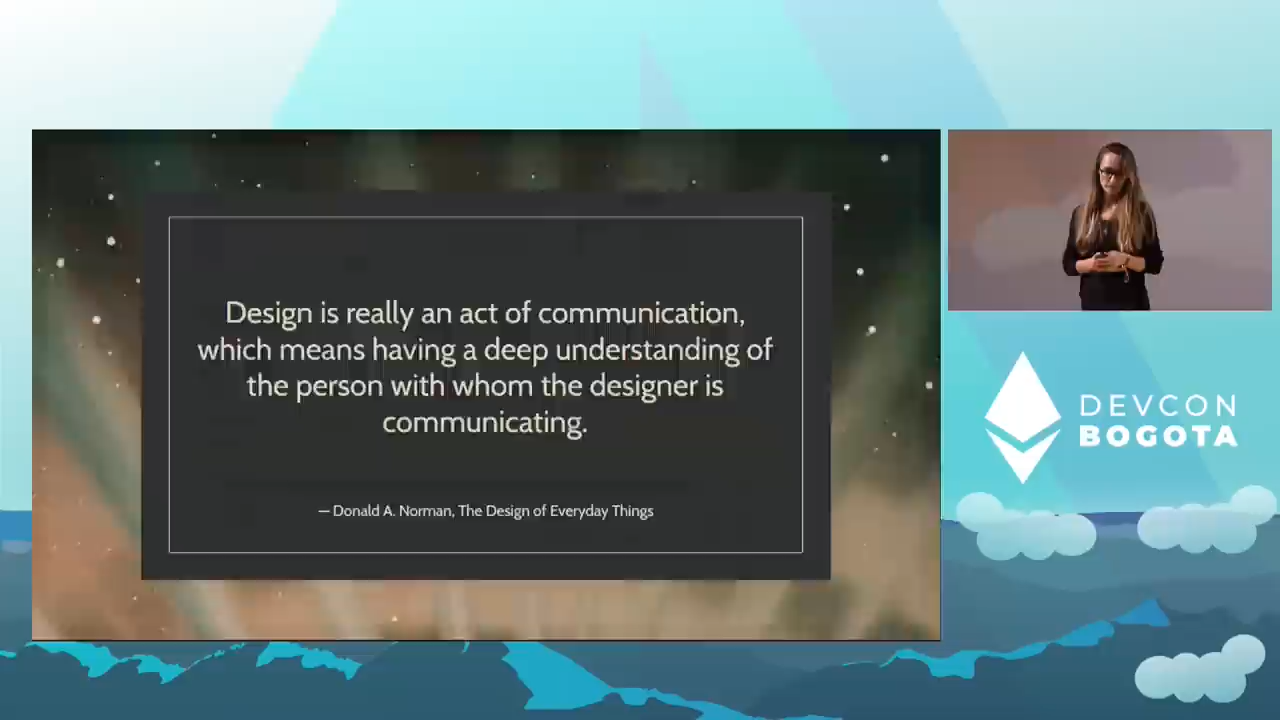 Design is really an act of communication,
which means having a deep understanding of
the person with whom the designer is
communicating.
— Donald A. Norman, The Design of Everyday Things
DEVCON
BOGOTA